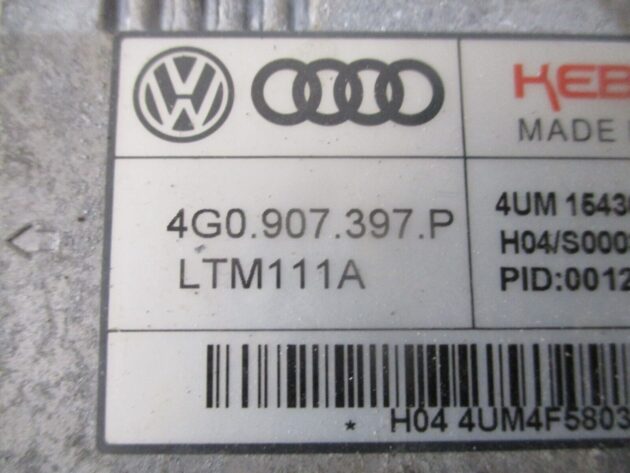 4G0.907.397.P
LTM111A
MADE
H04/S000
PID:0012
* H04 4UM4F5803